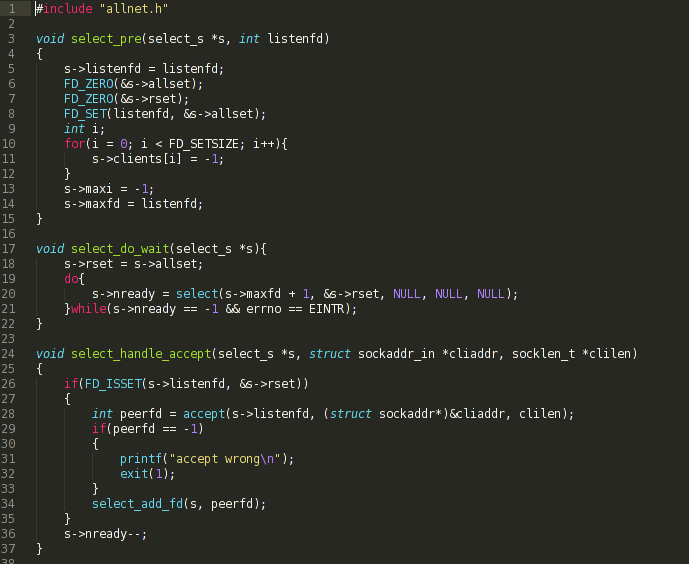 1 #include "allnet.h"
2
3 void select_pre(select_s *s, int listenfd)
4 {
5 s->listenfd = listenfd;
6 FD_ZERO(&s->allset);
7 FD_ZERO(&s->rset);
8 FD_SET(listenfd, &s->allset);
9 int i;
10 for(i = 0; i < FD_SETSIZE; i++){
11 s->clients[i] = -1;
12 }
13 s->maxi = -1;
14 s->maxfd = listenfd;
15 }
16
17 void select_do_wait(select_s *s){
18 s->rset = s->allset;
19 do{
20 s->nready = select(s->maxfd + 1, &s->rset, NULL, NULL, NULL);
21 }while(s->nready == -1 && errno == EINTR);
22 }
23
24 void select_handle_accept(select_s *s, struct sockaddr_in *cliaddr, socklen_t *clilen)
25 {
26 if(FD_ISSET(s->listenfd, &s->rset))
27 {
28 int peerfd = accept(s->listenfd, (struct sockaddr*)&cliaddr, clilen);
29 if(peerfd == -1)
30 {
31 printf("accept wrong\n");
32 exit(1);
33 }
34 select_add_fd(s, peerfd);
35 }
36 s->nready--;
37 }